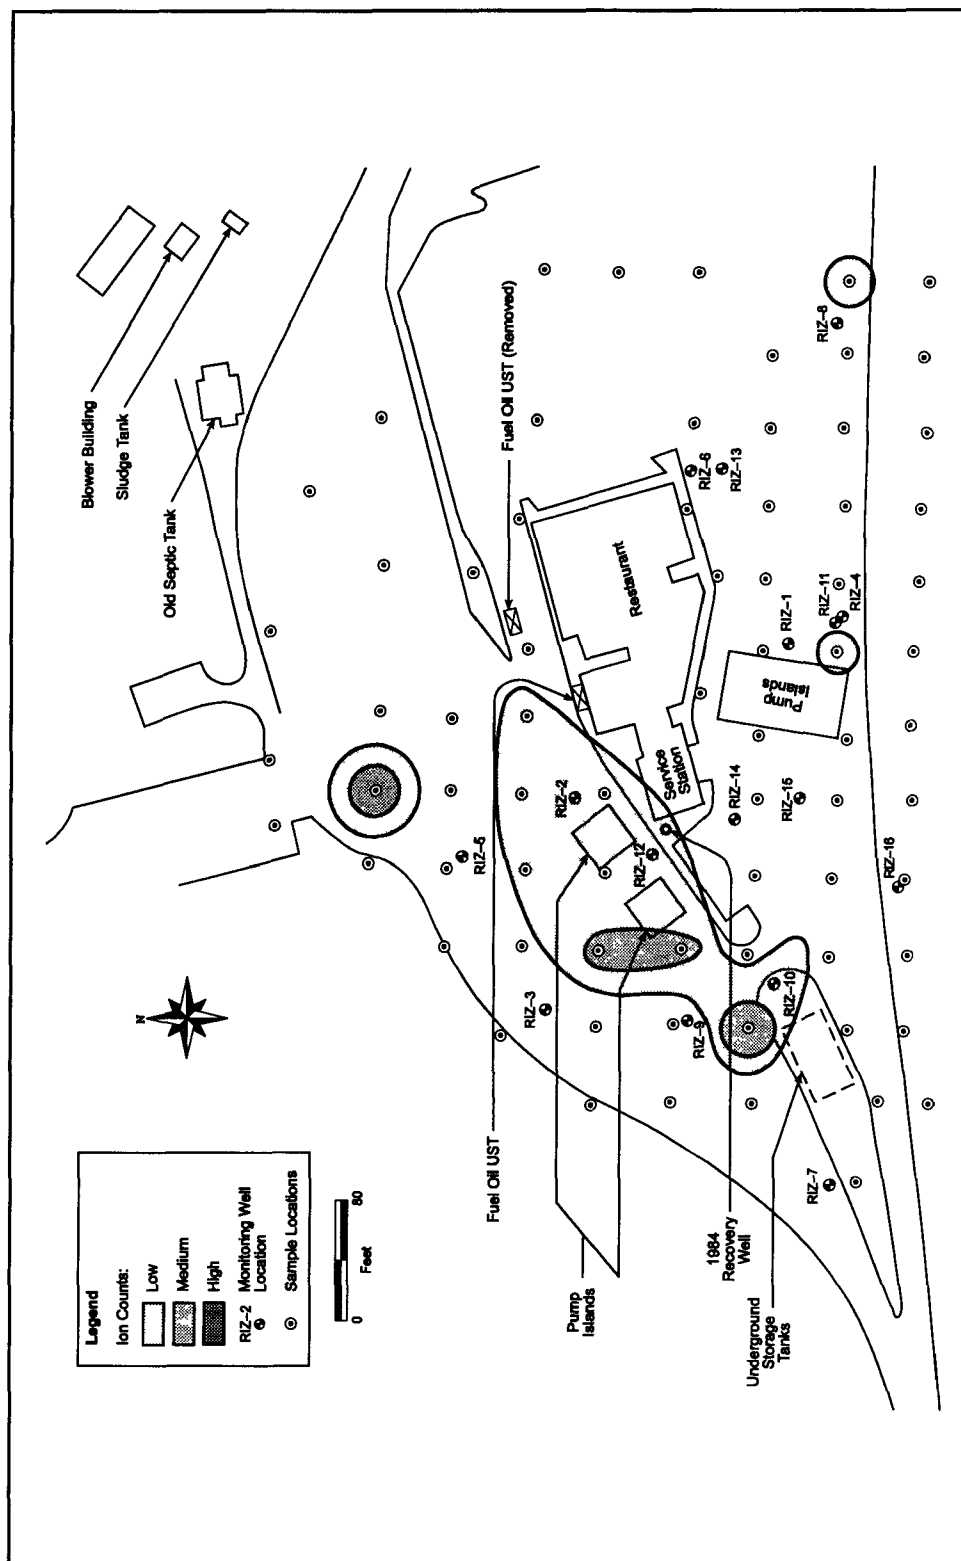 Legend
Ion Counts:
Low
Medium
High
RIZ-2 Monitoring Well
Location
Sample Locations
0
80
Feet
N
Blower Building
Sludge Tank
Old Septic Tank
Fuel Oil UST (Removed)
Fuel Oil UST
Restaurant
Service
Station
Pump
Islands
Pump
Islands
1984
Recovery
Well
Underground
Storage
Tanks
RIZ-5
RIZ-3
RIZ-2
RIZ-12
RIZ-9
RIZ-10
RIZ-7
RIZ-14
RIZ-15
RIZ-16
RIZ-1
RIZ-11
RIZ-4
RIZ-6
RIZ-13
RIZ-8